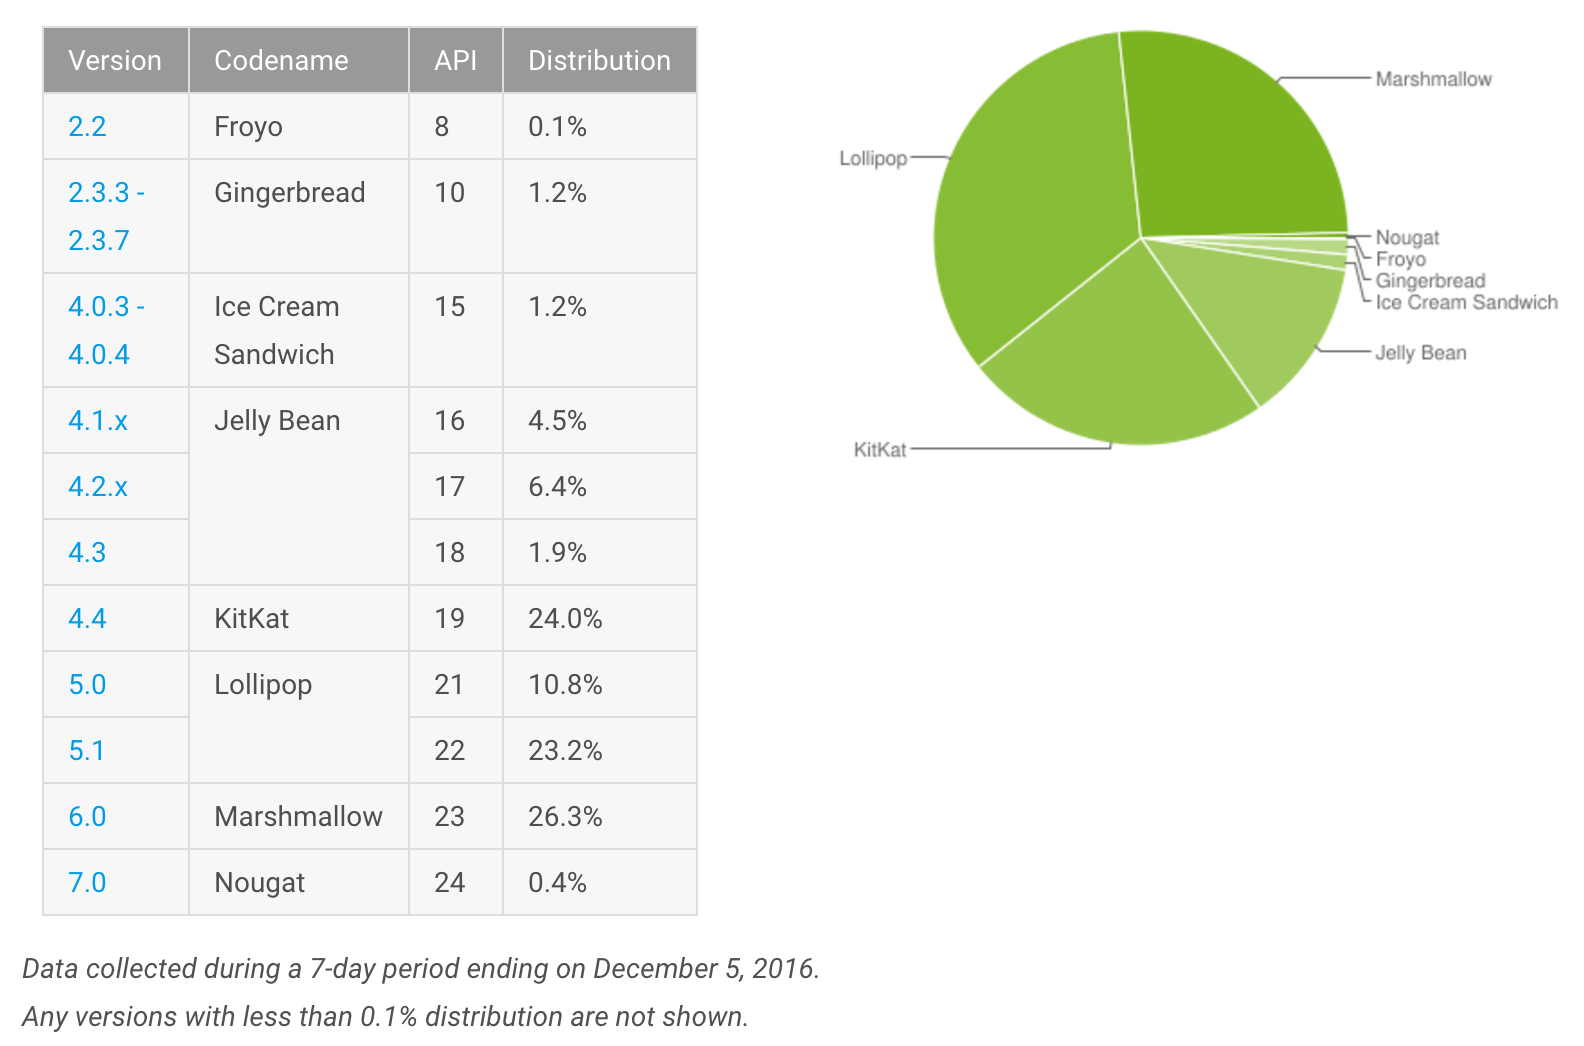 Version Codename API Distribution
2.2 Froyo 8 0.1%
2.3.3 - Gingerbread 10 1.2%
2.3.7
4.0.3 - Ice Cream 15 1.2%
4.0.4 Sandwich
4.1.x Jelly Bean 16 4.5%
4.2.x 17 6.4%
4.3 18 1.9%
4.4 KitKat 19 24.0%
5.0 Lollipop 21 10.8%
5.1 22 23.2%
6.0 Marshmallow 23 26.3%
7.0 Nougat 24 0.4%
Marshmallow
Lollipop
Nougat
Froyo
Gingerbread
Ice Cream Sandwich
Jelly Bean
KitKat
Data collected during a 7-day period ending on December 5, 2016.
Any versions with less than 0.1% distribution are not shown.